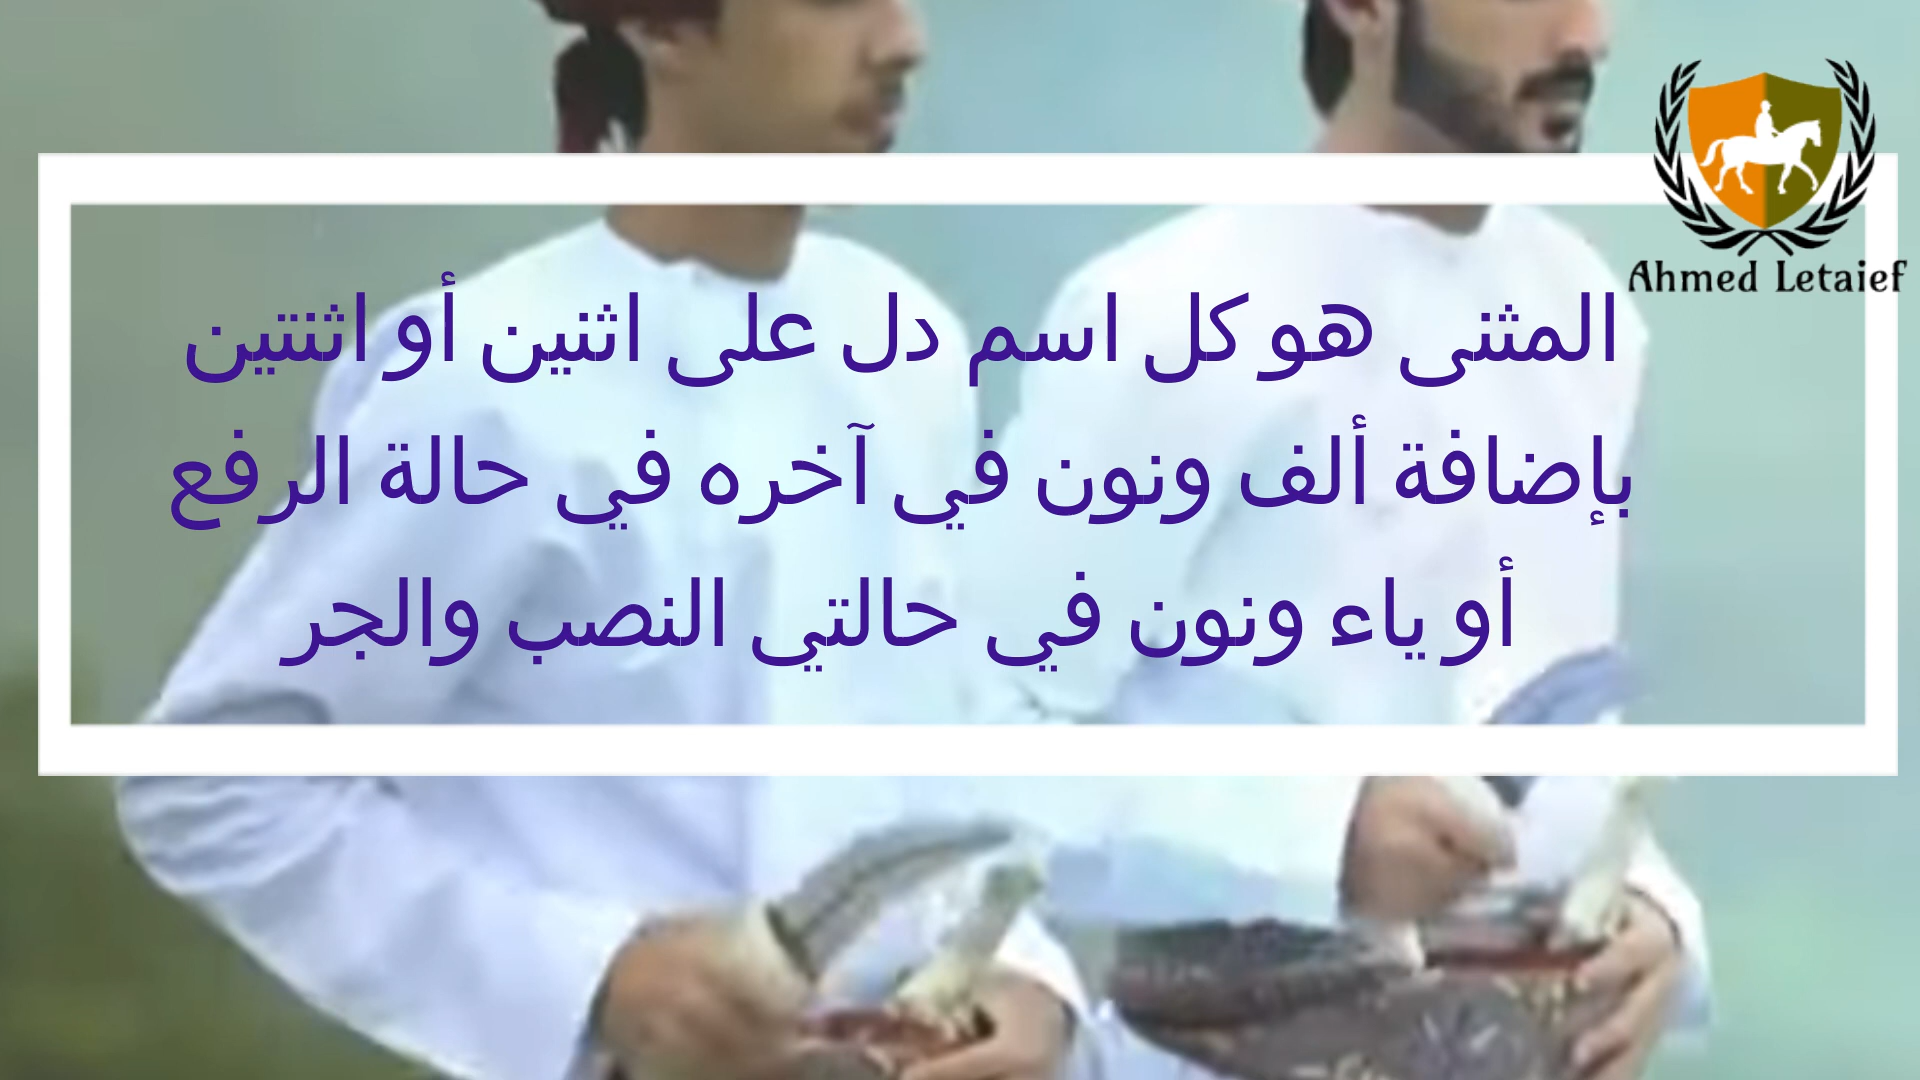 Ahmed Letaief
المثنى هو كل اسم دل على اثنين أو اثنتين
بإضافة ألف ونون في آخره في حالة الرفع
أو ياء ونون في حالتي النصب والجر